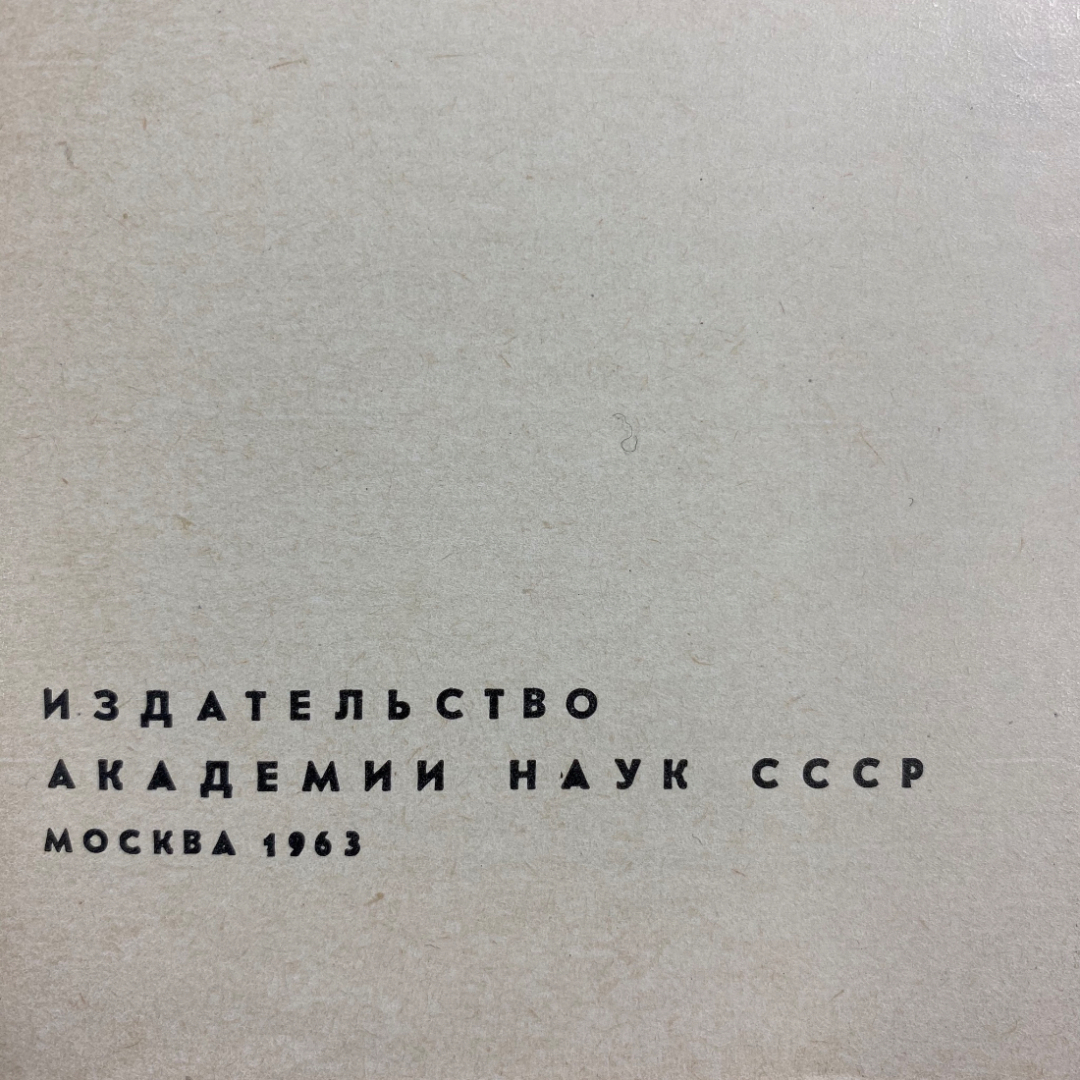 ИЗДАТЕЛЬСТВО
АКАДЕМИИ НАУК СССР
МОСКВА 1963